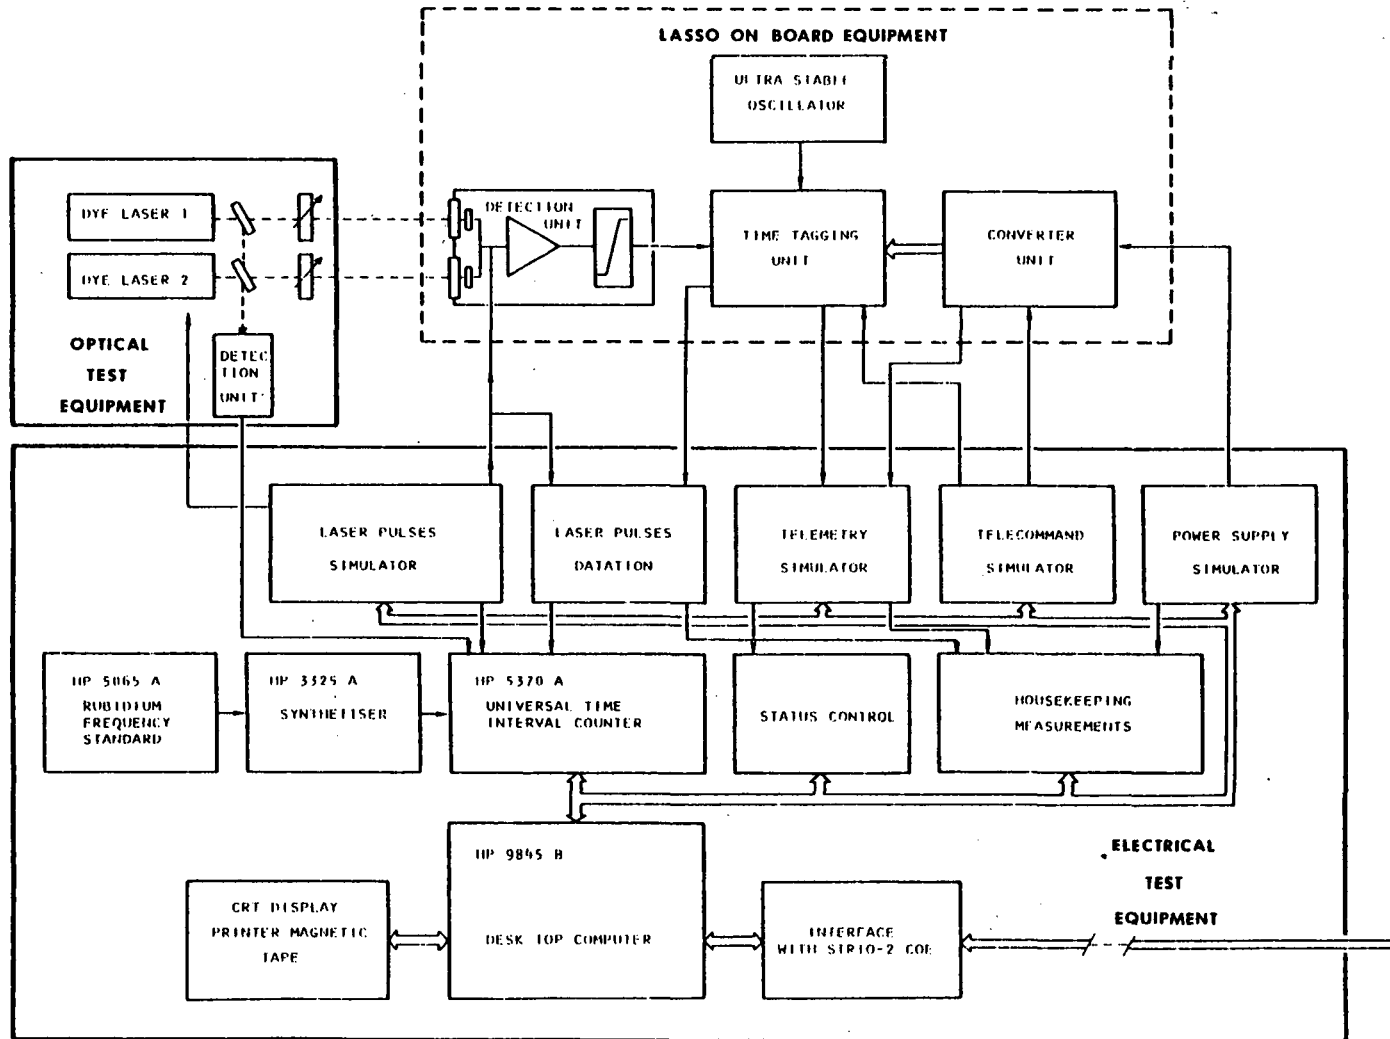 LASSO ON BOARD EQUIPMENT
ULTRA STABLE
OSCILLATOR
DYE LASER 1
DYE LASER 2
DETECTION
UNIT
TIME TAGGING
UNIT
CONVERTER
UNIT
OPTICAL
TEST
EQUIPMENT
DETEC
TION
UNIT
LASER PULSES
SIMULATOR
LASER PULSES
DATATION
TELEMETRY
SIMULATOR
TELECOMMAND
SIMULATOR
POWER SUPPLY
SIMULATOR
HP 5065 A
RUBIDIUM
FREQUENCY
STANDARD
HP 3325 A
SYNTHETISER
HP 5370 A
UNIVERSAL TIME
INTERVAL COUNTER
STATUS CONTROL
HOUSEKEEPING
MEASUREMENTS
HP 9845 B
DESK TOP COMPUTER
CRT DISPLAY
PRINTER MAGNETIC
TAPE
INTERFACE
WITH SIRIO-2 COE
ELECTRICAL
TEST
EQUIPMENT